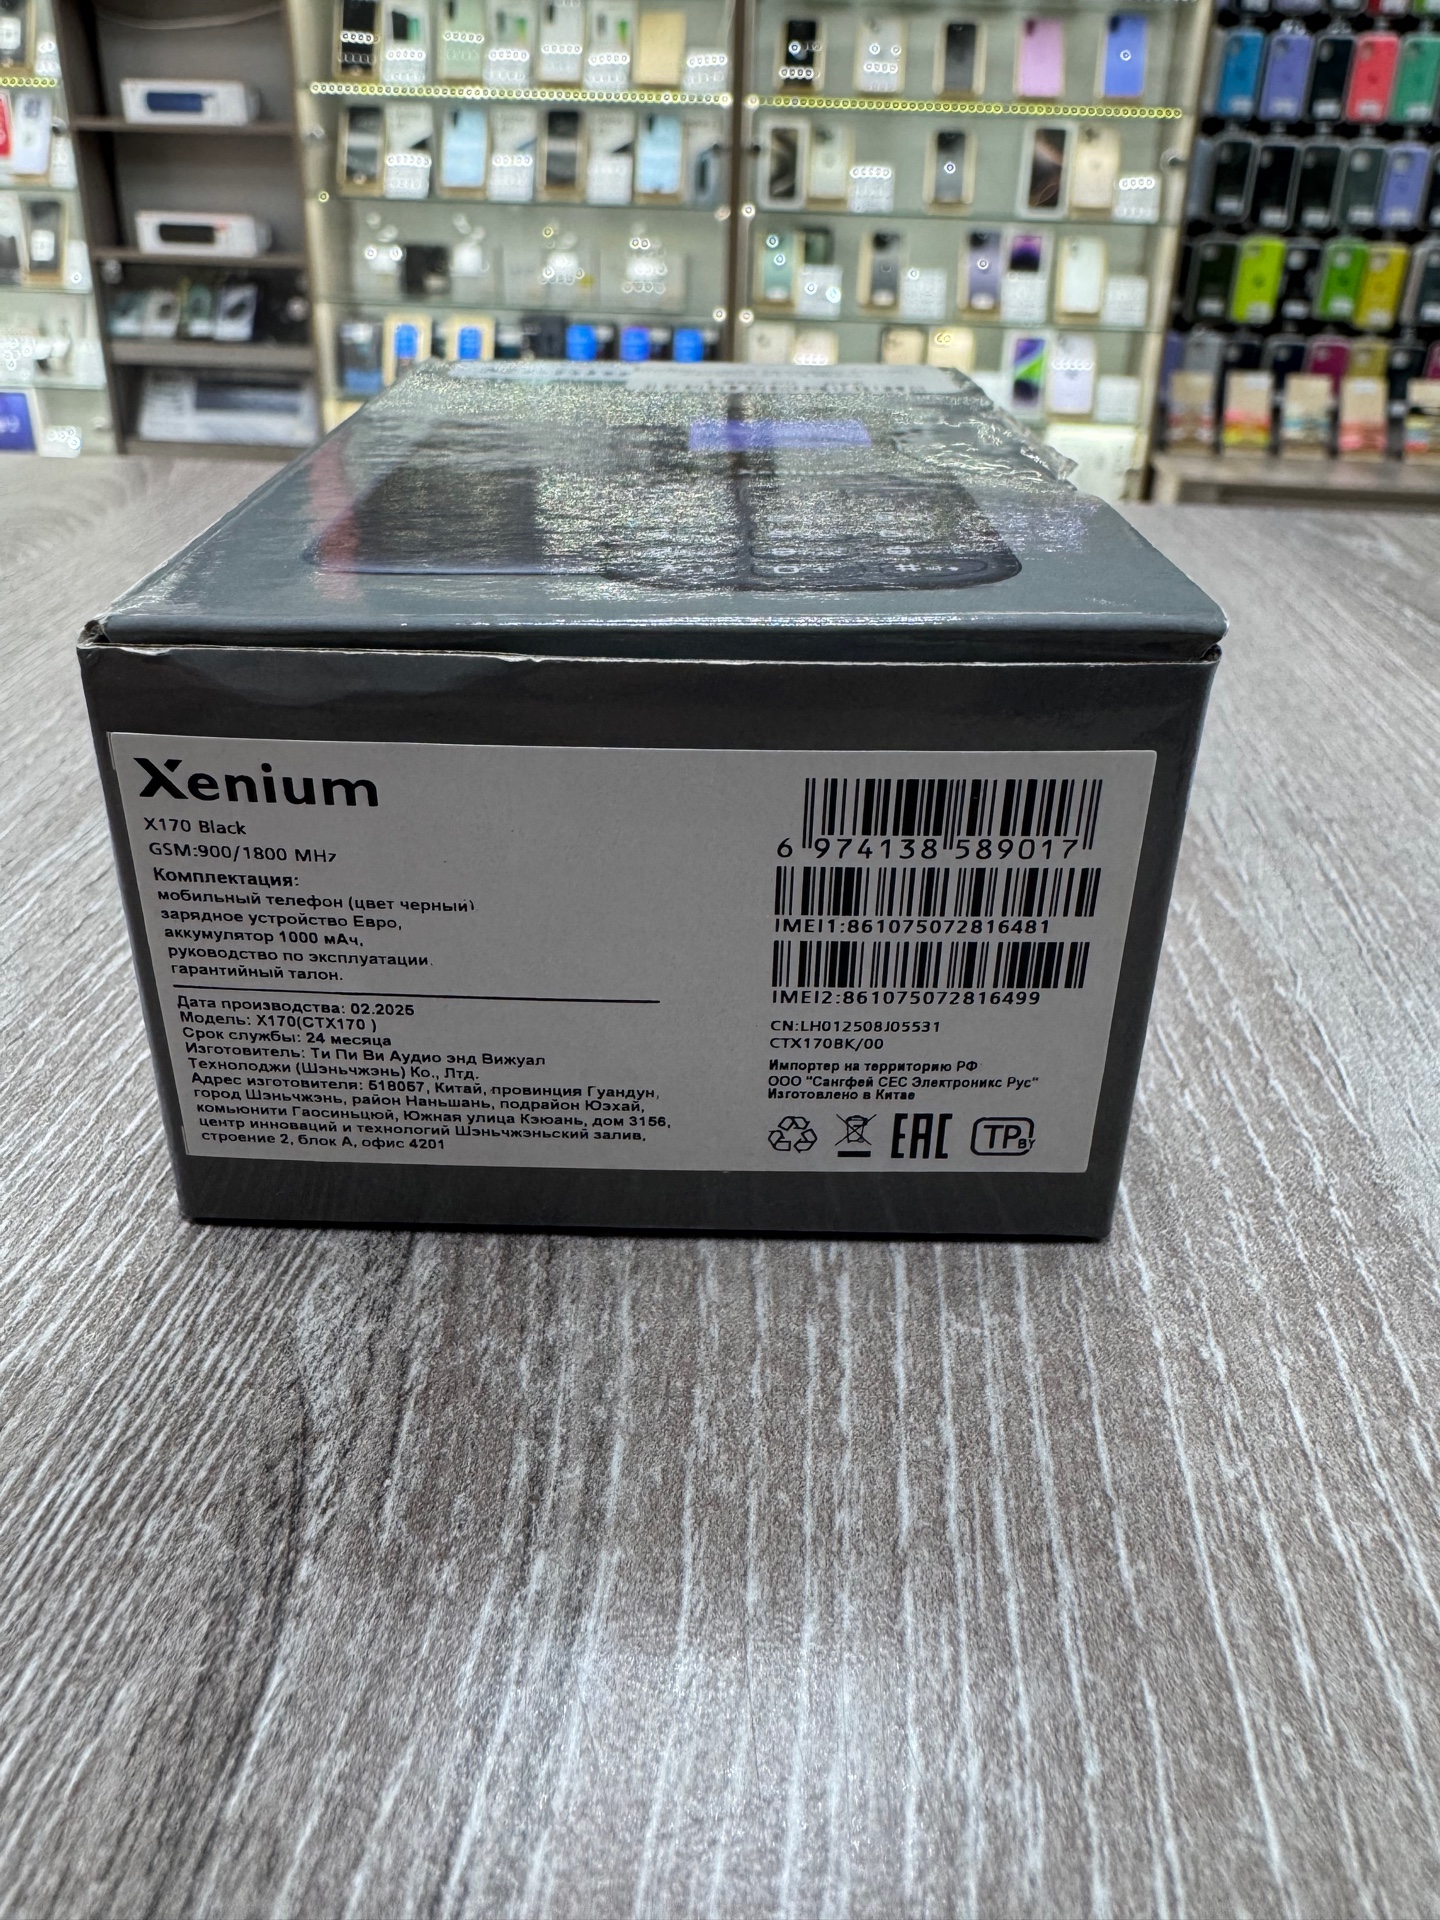 Xenium
X170 Black
GSM:900/1800 MHz
Комплектация:
мобильный телефон (цвет черный)
зарядное устройство Евро,
аккумулятор 1000 мАч,
руководство по эксплуатации.
гарантийный талон.
Дата производства: 02.2025
Модель: X170(CTX170 )
Срок службы: 24 месяца
Изготовитель: Ти Пи Ви Аудио энд Вижуал
Технолоджи (Шэньчжэнь) Ко., Лтд.
Адрес изготовителя: 518057, Китай, провинция Гуандун,
город Шэньчжэнь, район Наньшань, подрайон Юэхай,
комьюнити Гаосиньцюй, Южная улица Кэюань, дом 3156,
центр инноваций и технологий Шэньчжэньский залив,
строение 2, блок А, офис 4201
6 974138 589017
IMEI1:861075072816481
IMEI2:861075072816499
CN:LH012508J05531
CTX170BK/00
Импортер на территорию РФ
ООО "Сангфей СЕС Электроникс Рус"
Изготовлено в Китае
EAC
TP BY